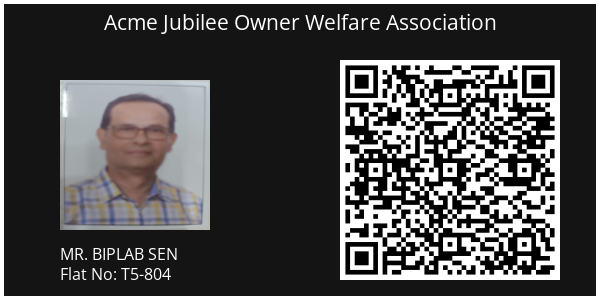 Acme Jubilee Owner Welfare Association
MR. BIPLAB SEN
Flat No: T5-804